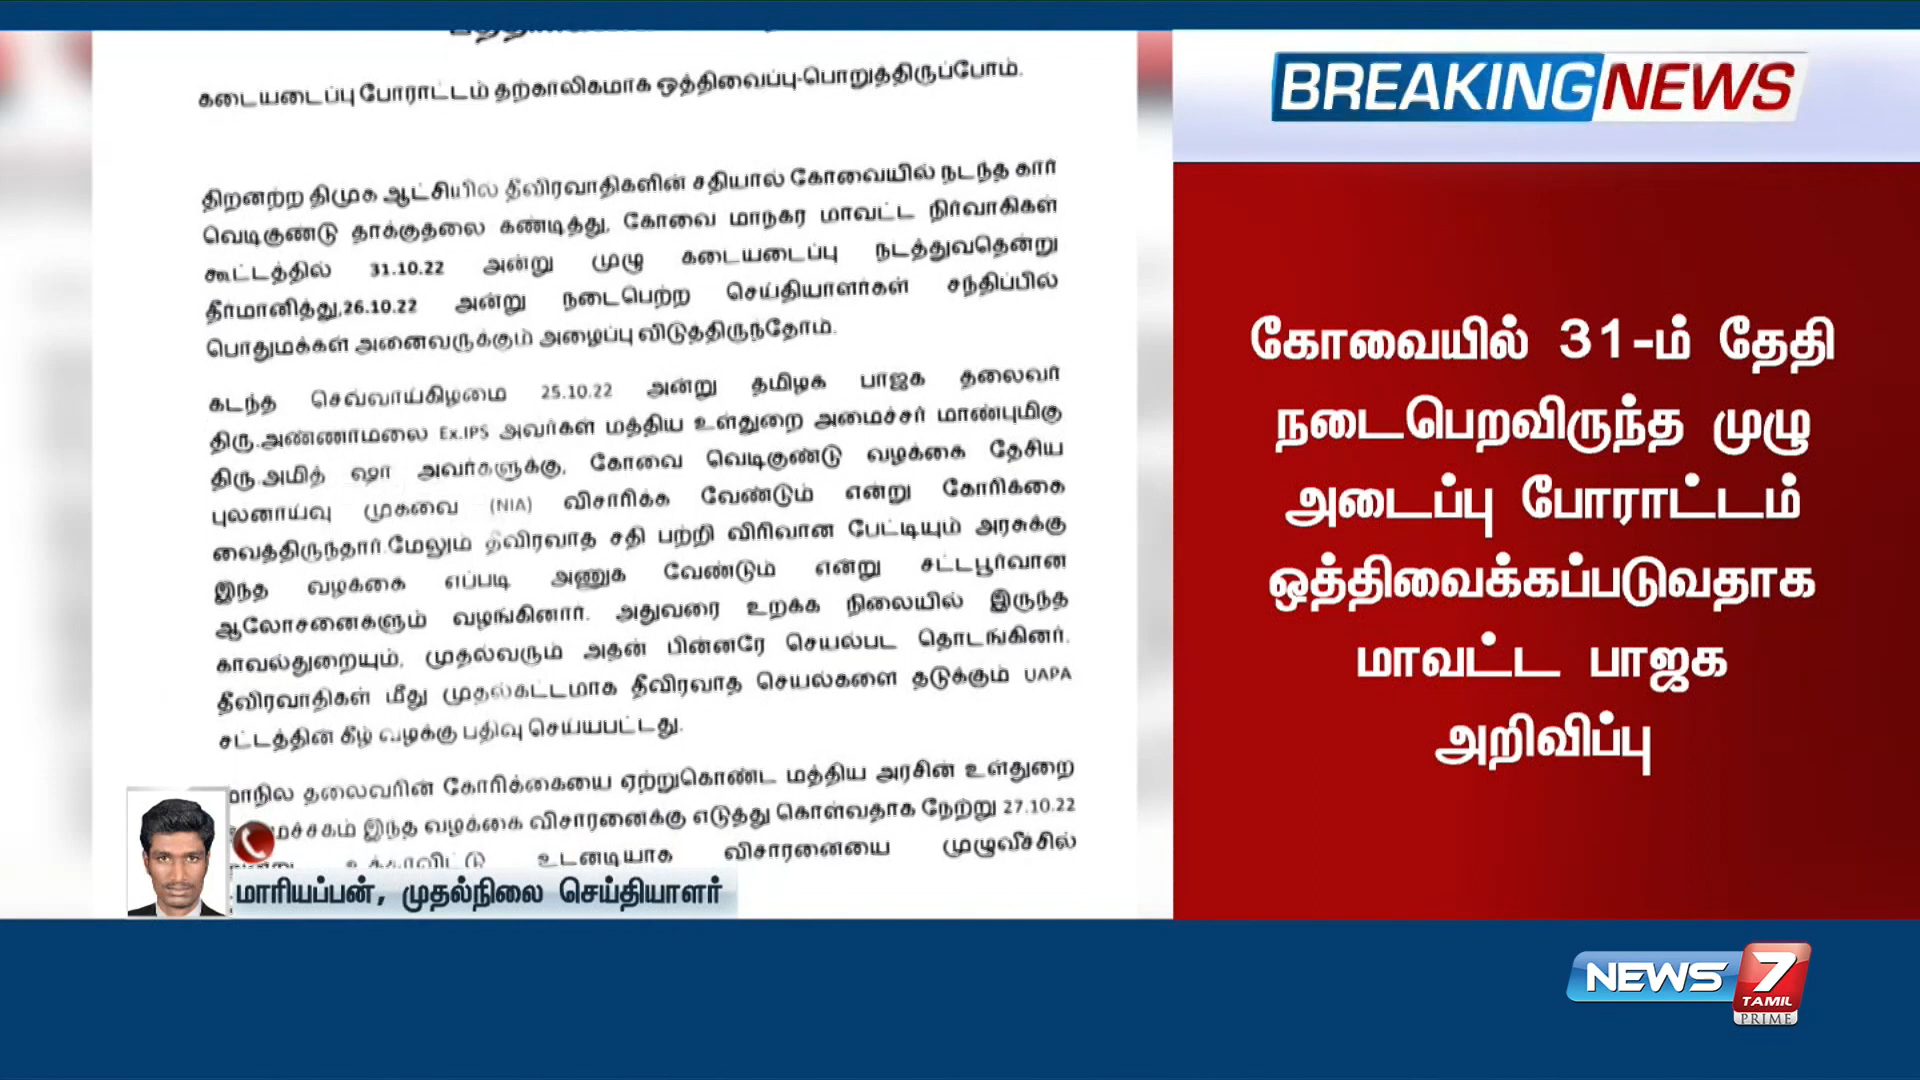 கடையடைப்பு போராட்டம் தற்காலிகமாக ஒத்திவைப்பு-பொறுத்திருப்போம்.
திறனற்ற திமுக ஆட்சியில் தீவிரவாதிகளின் சதியால் கோவையில் நடந்த கார்
வெடிகுண்டு தாக்குதலை கண்டித்து, கோவை மாநகர மாவட்ட நிர்வாகிகள்
கூட்டத்தில் 31.10.22 அன்று முழு கடையடைப்பு நடத்துவதென்று
தீர்மானித்து,26.10.22 அன்று நடைபெற்ற செய்தியாளர்கள் சந்திப்பில்
பொதுமக்கள் அனைவருக்கும் அழைப்பு விடுத்திருந்தோம்.
கடந்த செவ்வாய்கிழமை 25.10.22 அன்று தமிழக பாஜக தலைவர்
திரு.அண்ணாமலை Ex.IPS அவர்கள் மத்திய உள்துறை அமைச்சர் மாண்புமிகு
திரு.அமித் ஷா அவர்களுக்கு, கோவை வெடிகுண்டு வழக்கை தேசிய
புலனாய்வு முகவை (NIA) விசாரிக்க வேண்டும் என்று கோரிக்கை
வைத்திருந்தார்.மேலும் தீவிரவாத சதி பற்றி விரிவான பேட்டியும் அரசுக்கு
இந்த வழக்கை எப்படி அணுக வேண்டும் என்று சட்டபூர்வமான
ஆலோசனைகளும் வழங்கினார். அதுவரை உறக்க நிலையில் இருந்த
காவல்துறையும், முதல்வரும் அதன் பின்னரே செயல்பட தொடங்கினர்.
தீவிரவாதிகள் மீது முதல்கட்டமாக தீவிரவாத செயல்களை தடுக்கும் UAPA
சட்டத்தின் கீழ் வழக்கு பதிவு செய்யபட்டது.
மாநில தலைவரின் கோரிக்கையை ஏற்றுகொண்ட மத்திய அரசின் உள்துறை
இந்த வழக்கை விசாரனைக்கு எடுத்து கொள்வதாக நேற்று 27.10.22
உடனடியாக விசாரனையை முழுவீச்சில்
மாரியப்பன், முதல்நிலை செய்தியாளர்
BREAKING NEWS
கோவையில் 31-ம் தேதி
நடைபெறவிருந்த முழு
அடைப்பு போராட்டம்
ஒத்திவைக்கப்படுவதாக
மாவட்ட பாஜக
அறிவிப்பு
NEWS 7
TAMIL
PRIME